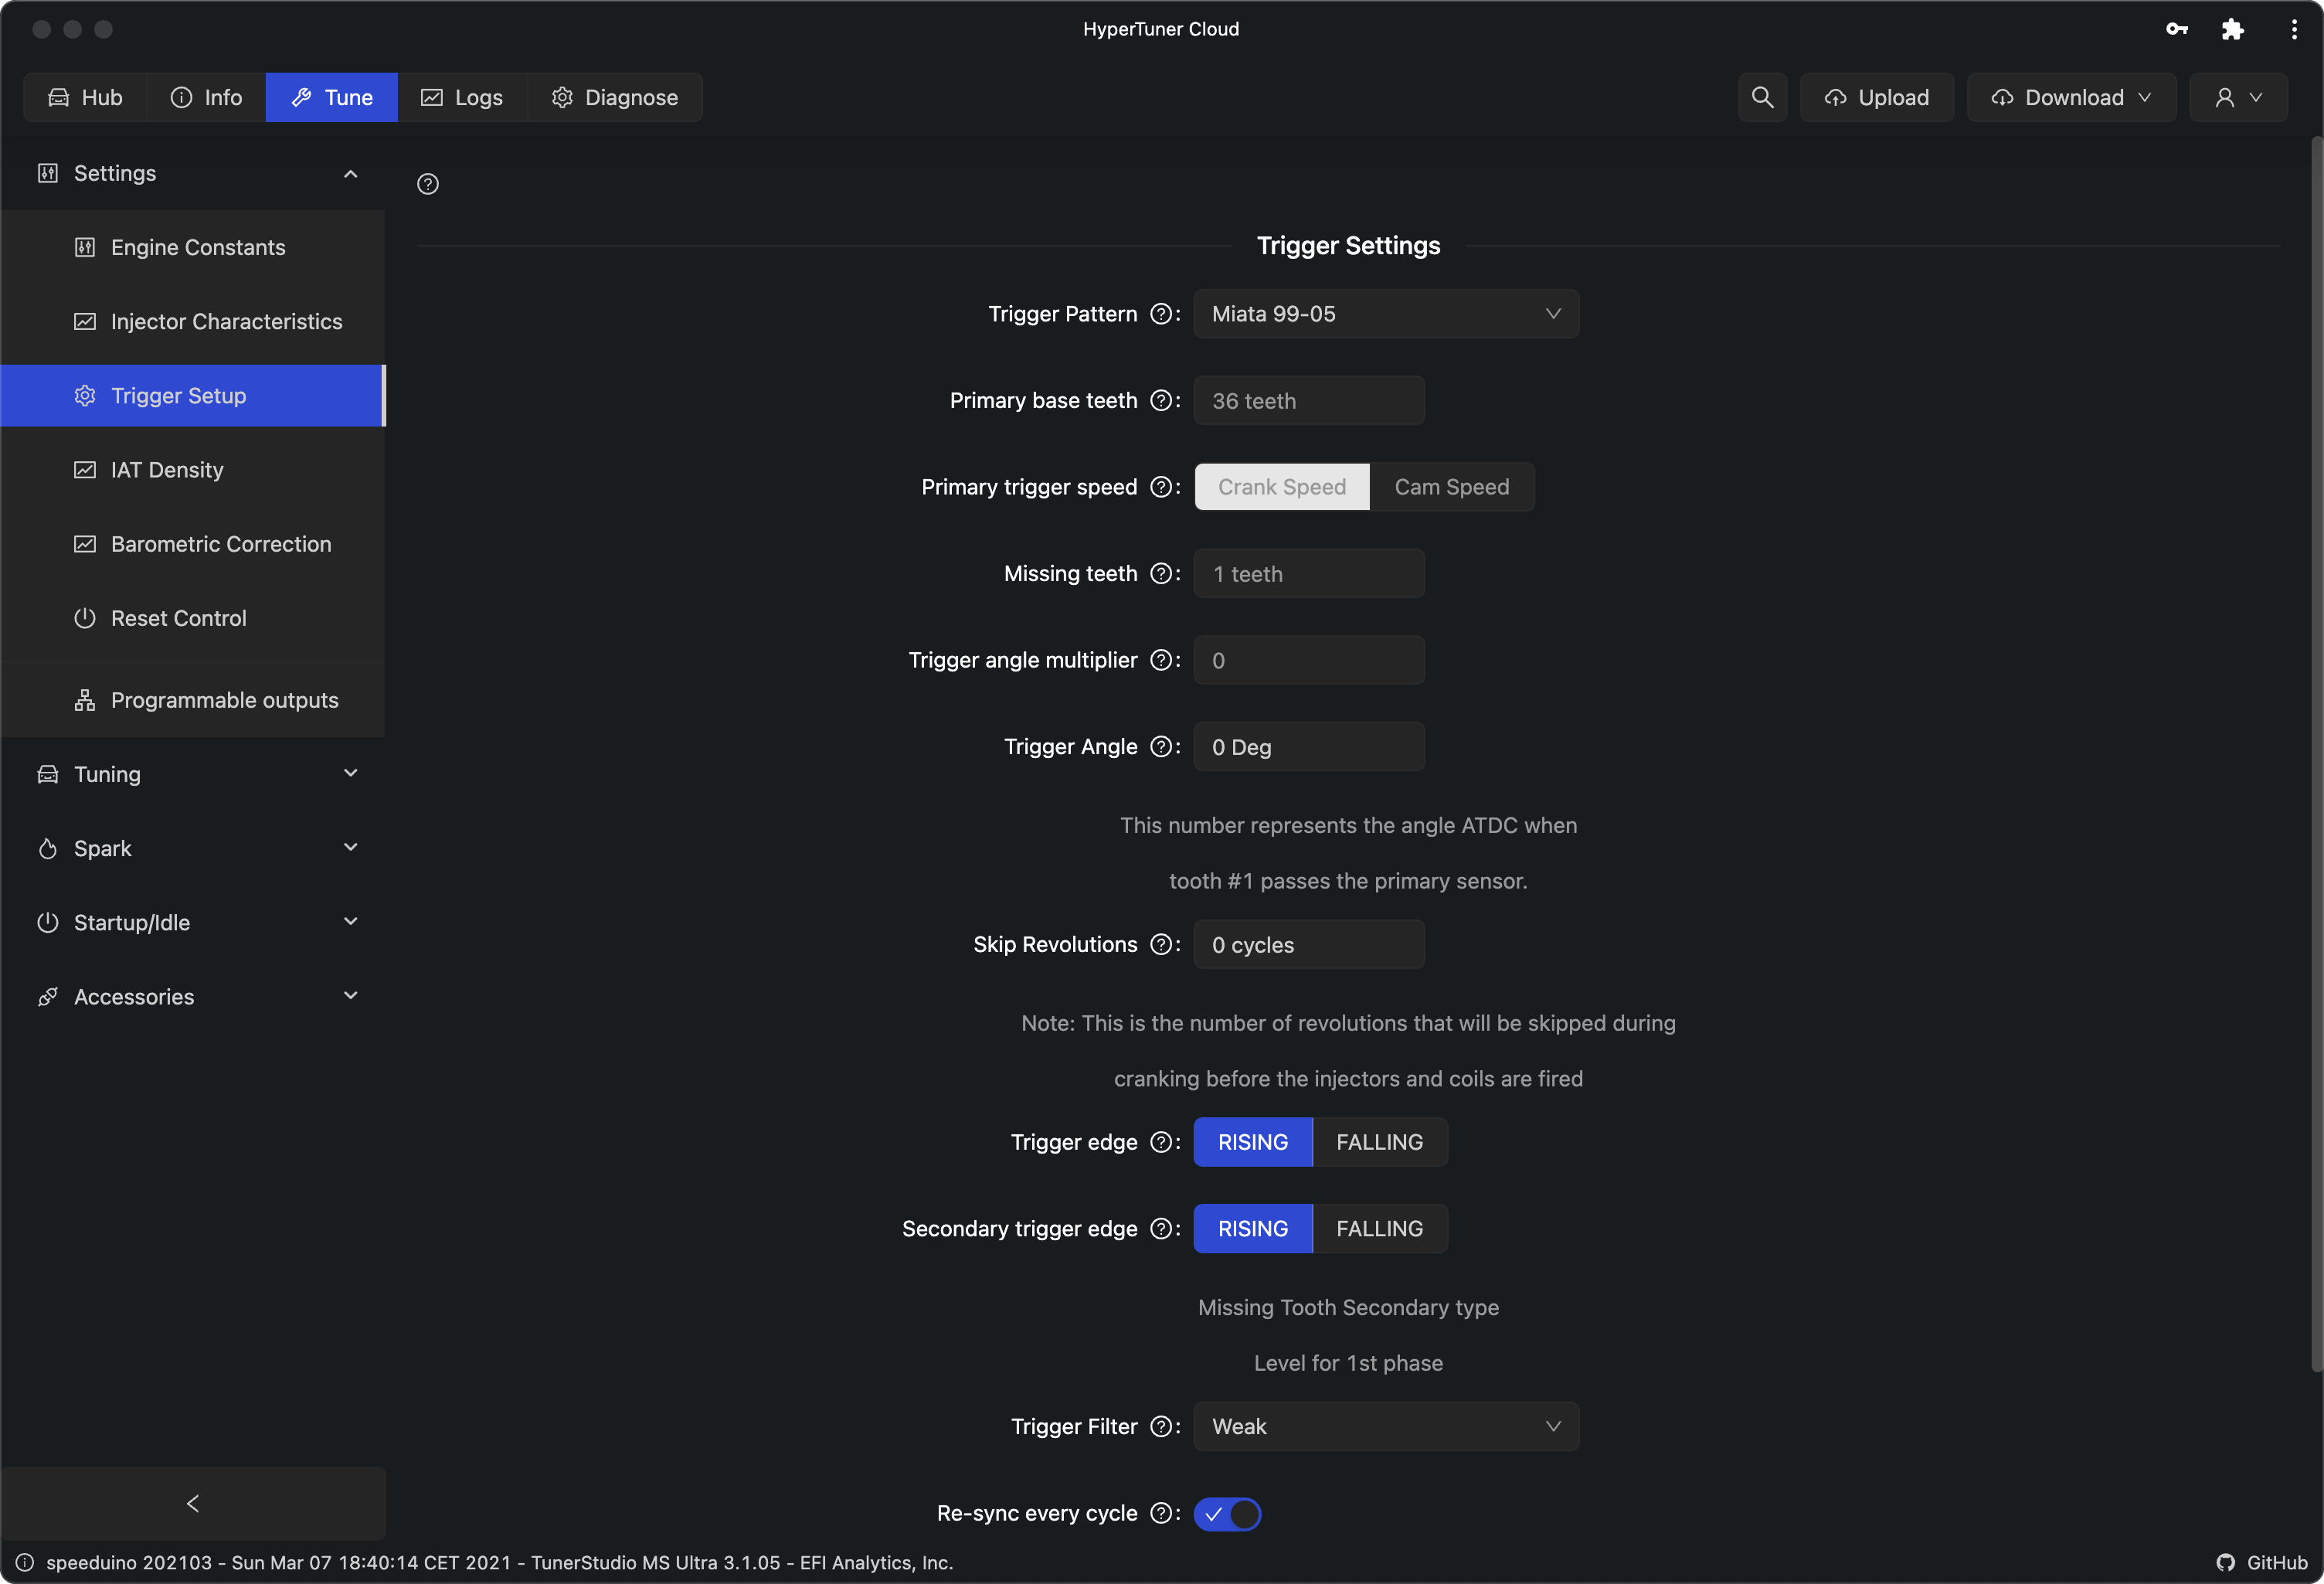 HyperTuner Cloud
Hub Info Tune Logs Diagnose Upload Download
Settings
Engine Constants
Injector Characteristics
Trigger Setup
IAT Density
Barometric Correction
Reset Control
Programmable outputs
Tuning
Spark
Startup/Idle
Accessories
Trigger Settings
Trigger Pattern ?: Miata 99-05
Primary base teeth ?: 36 teeth
Primary trigger speed ?: Crank Speed Cam Speed
Missing teeth ?: 1 teeth
Trigger angle multiplier ?: 0
Trigger Angle ?: 0 Deg
This number represents the angle ATDC when
tooth #1 passes the primary sensor.
Skip Revolutions ?: 0 cycles
Note: This is the number of revolutions that will be skipped during
cranking before the injectors and coils are fired
Trigger edge ?: RISING FALLING
Secondary trigger edge ?: RISING FALLING
Missing Tooth Secondary type
Level for 1st phase
Trigger Filter ?: Weak
Re-sync every cycle ?:
speeduino 202103 - Sun Mar 07 18:40:14 CET 2021 - TunerStudio MS Ultra 3.1.05 - EFI Analytics, Inc.
GitHub